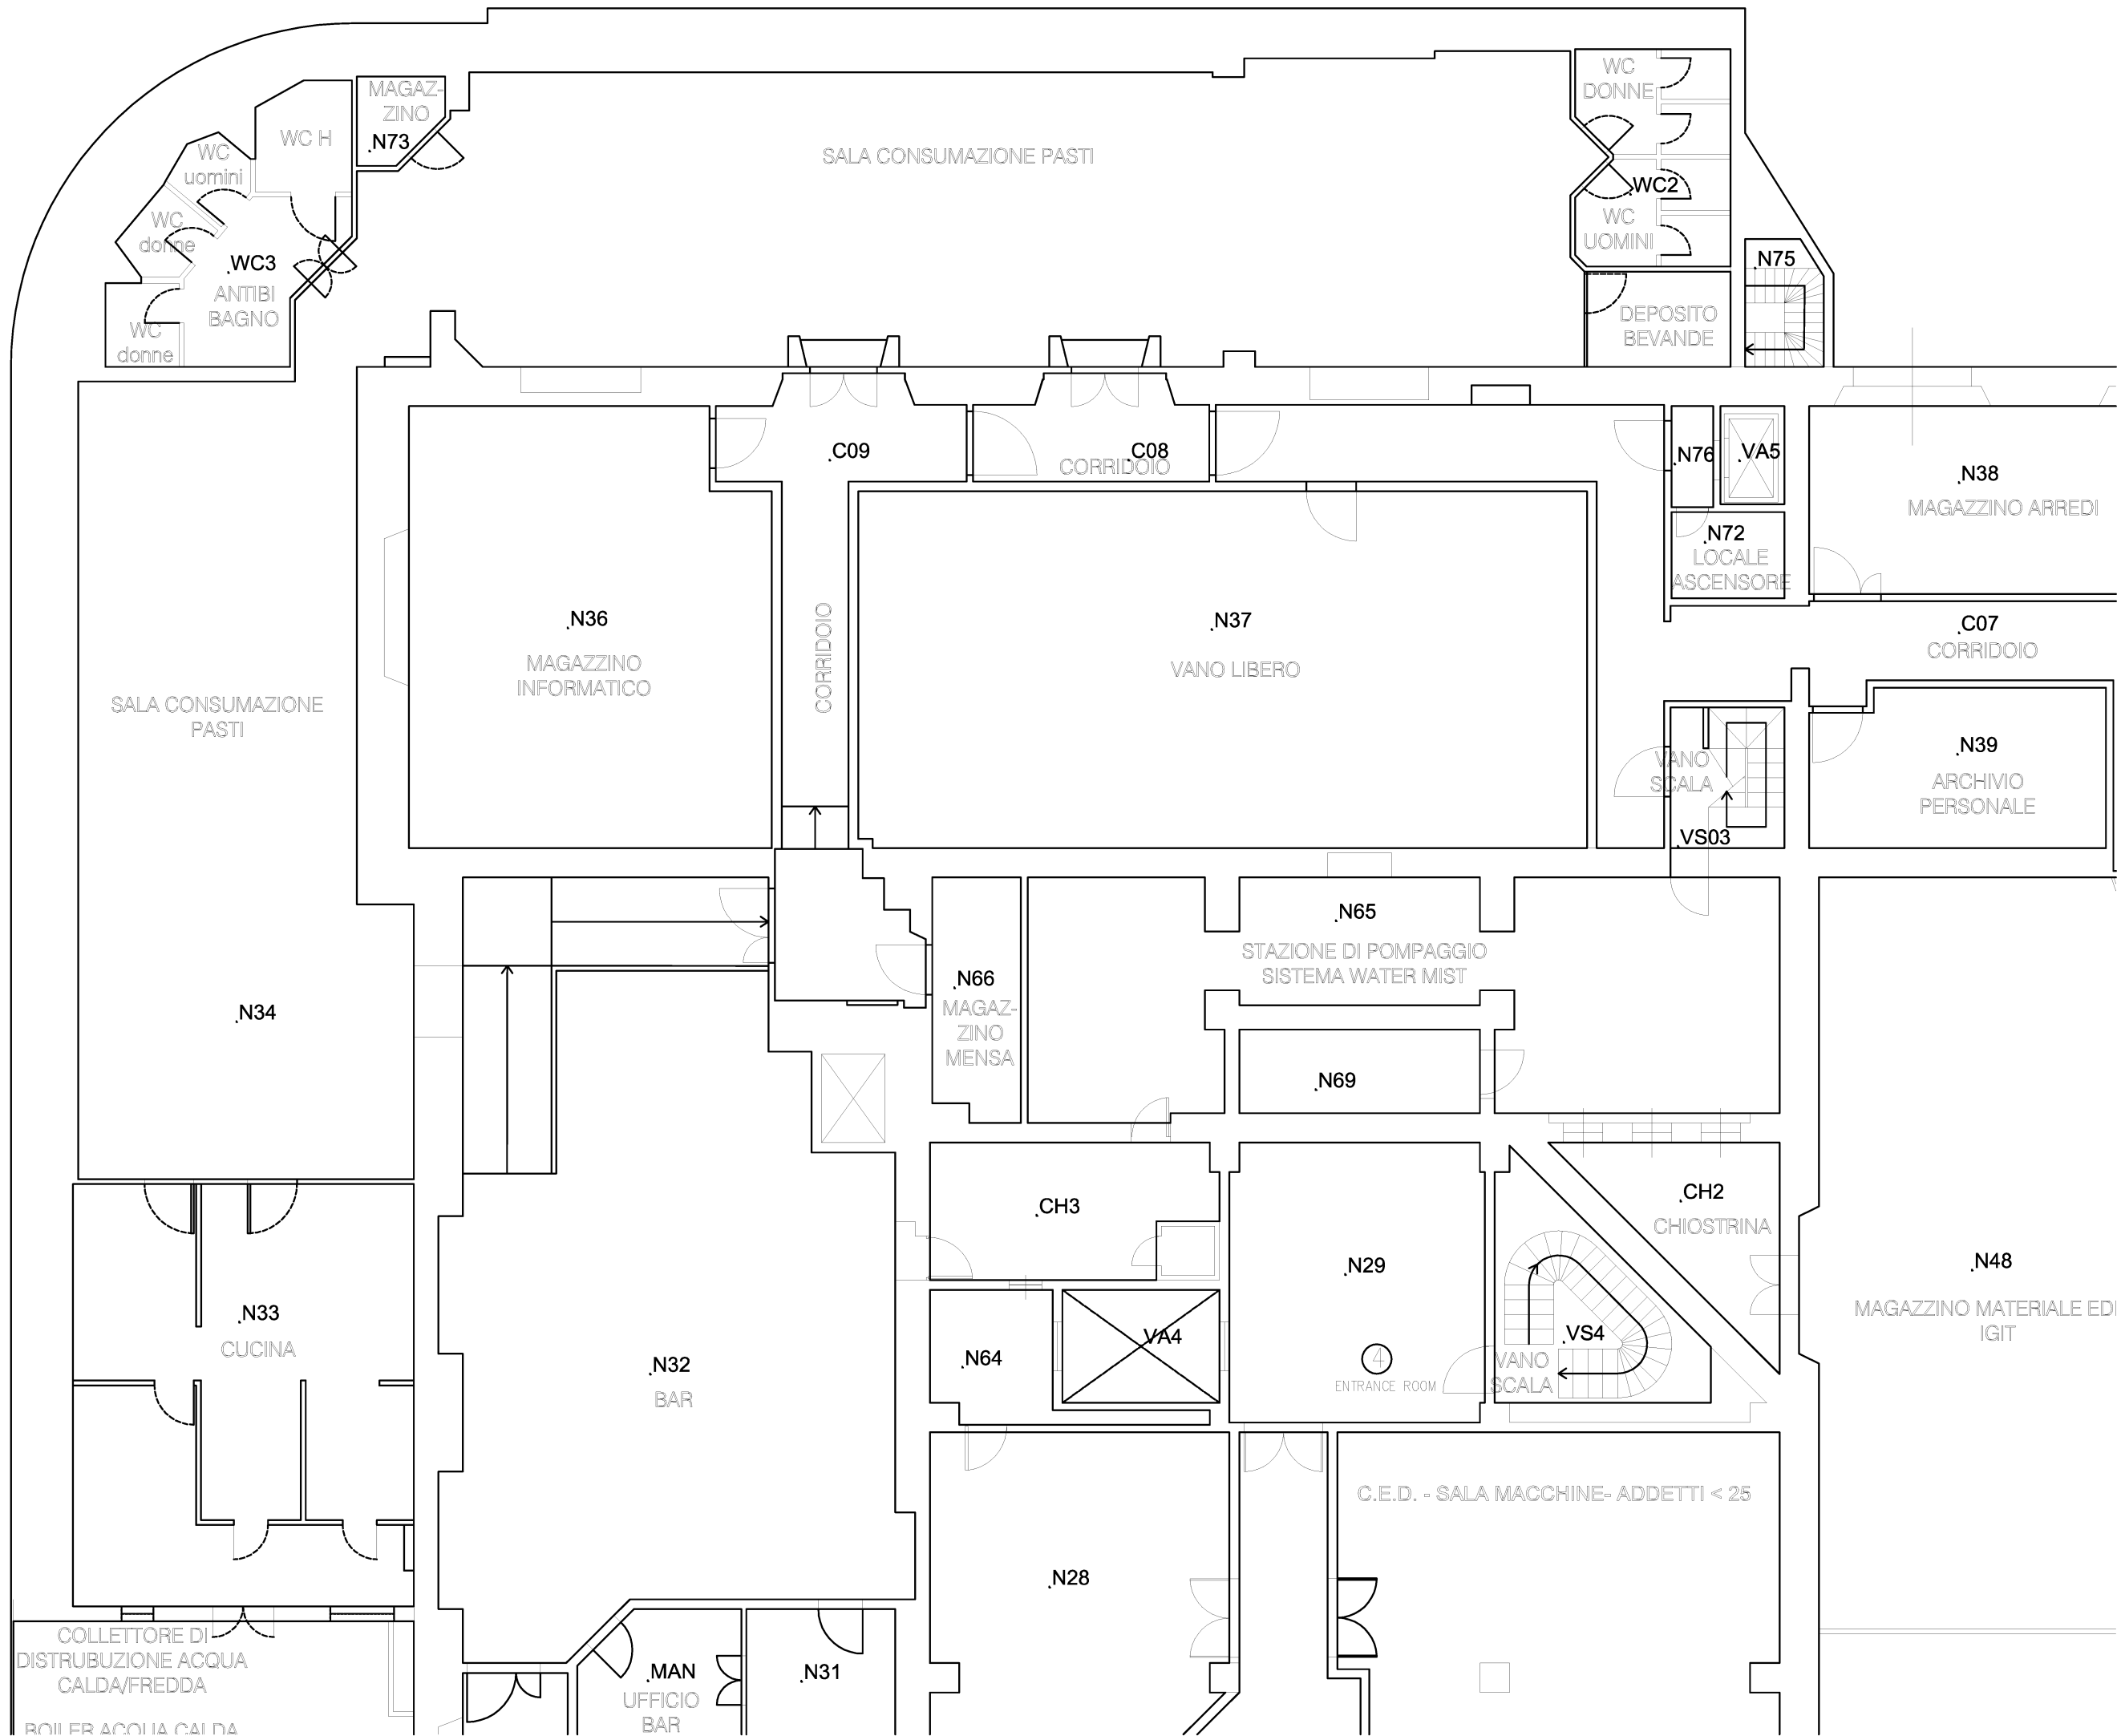 WC
DONNE
MAGAZ-
ZINO
N73
WC H
WC
uomini
SALA CONSUMAZIONE PASTI
WC2
WC
donne
WC
UOMINI
WC3
N75
ANTIBI
BAGNO
DEPOSITO
BEVANDE
WC
donne
C09
C08
CORRIDOIO
N76
VA5
N38
MAGAZZINO ARREDI
N72
LOCALE
ASCENSORE
N36
N37
C07
CORRIDOIO
CORRIDOIO
MAGAZZINO
INFORMATICO
VANO LIBERO
SALA CONSUMAZIONE
PASTI
N39
VANO
SCALA
ARCHIVIO
PERSONALE
VS03
N65
STAZIONE DI POMPAGGIO
SISTEMA WATER MIST
N66
MAGAZ-
ZINO
MENSA
N34
N69
CH3
CH2
CHIOSTRINA
N29
N48
MAGAZZINO MATERIALE EDI
IGIT
N33
CUCINA
VA4
VS4
N64
4
ENTRANCE ROOM
VANO
SCALA
N32
BAR
C.E.D. - SALA MACCHINE- ADDETTI < 25
N28
COLLETTORE DI
DISTRUBUZIONE ACQUA
CALDA/FREDDA
BOILER ACQUA CALDA
MAN
UFFICIO
BAR
N31